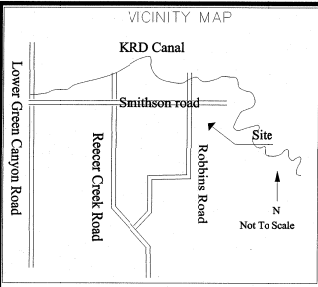 VICINITY MAP
KRD Canal
Smithson road
Lower Green Canyon Road
Reecer Creek Road
Robbins Road
Site
N
Not To Scale